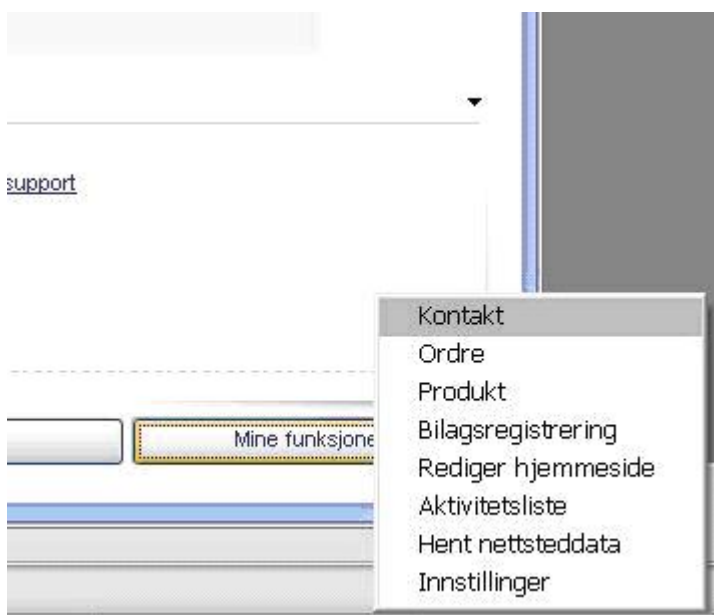 support
Kontakt
Ordre
Produkt
Bilagsregistrering
Mine funksjone
Rediger hjemmeside
Aktivitetsliste
Hent nettsteddata
Innstillinger